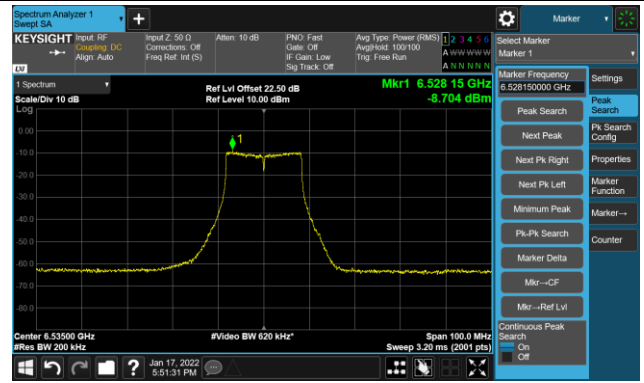 Spectrum Analyzer 1
Swept SA
Marker
KEYSIGHT
Input: RF
Coupling: DC
Align: Auto
Input Z: 50 Ω
Corrections: Off
Freq Ref: Int (S)
Atten: 10 dB
PNO: Fast
Gate: Off
IF Gain: Low
Sig Track: Off
Avg Type: Power (RMS)
Avg|Hold: 100/100
Trig: Free Run
1 2 3 4 5 6
A W W W W W
A N N N N N
LXI
Select Marker
Marker 1
1 Spectrum
Scale/Div 10 dB
Log
Ref Lvl Offset 22.50 dB
Ref Level 10.00 dBm
Mkr1 6.528 15 GHz
-8.704 dBm
0.00
-10.0
-20.0
-30.0
-40.0
-50.0
-60.0
-70.0
-80.0
1
Center 6.53500 GHz
#Res BW 200 kHz
#Video BW 620 kHz*
Span 100.0 MHz
Sweep 3.20 ms (2001 pts)
Marker Frequency
6.528150000 GHz
Peak Search
Next Peak
Next Pk Right
Next Pk Left
Minimum Peak
Pk-Pk Search
Marker Delta
Mkr→CF
Mkr→Ref Lvl
Continuous Peak
Search
On
Off
Settings
Peak
Search
Pk Search
Config
Properties
Marker
Function
Marker→
Counter
?
Jan 17, 2022
5:51:31 PM